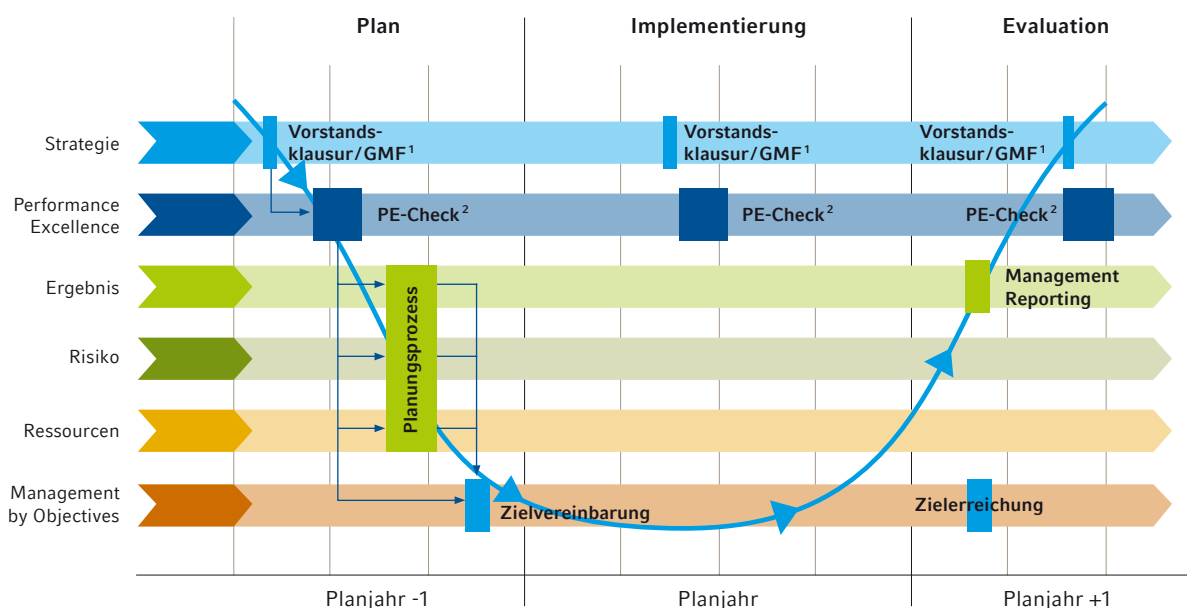 Plan
Implementierung
Evaluation
Strategie
Vorstands-
klausur/GMF¹
Vorstands-
klausur/GMF¹
Vorstands-
klausur/GMF¹
Performance
Excellence
PE-Check²
PE-Check²
PE-Check²
Ergebnis
Management
Reporting
Risiko
Planungsprozess
Ressourcen
Management
by Objectives
Zielvereinbarung
Zielerreichung
Planjahr -1
Planjahr
Planjahr +1